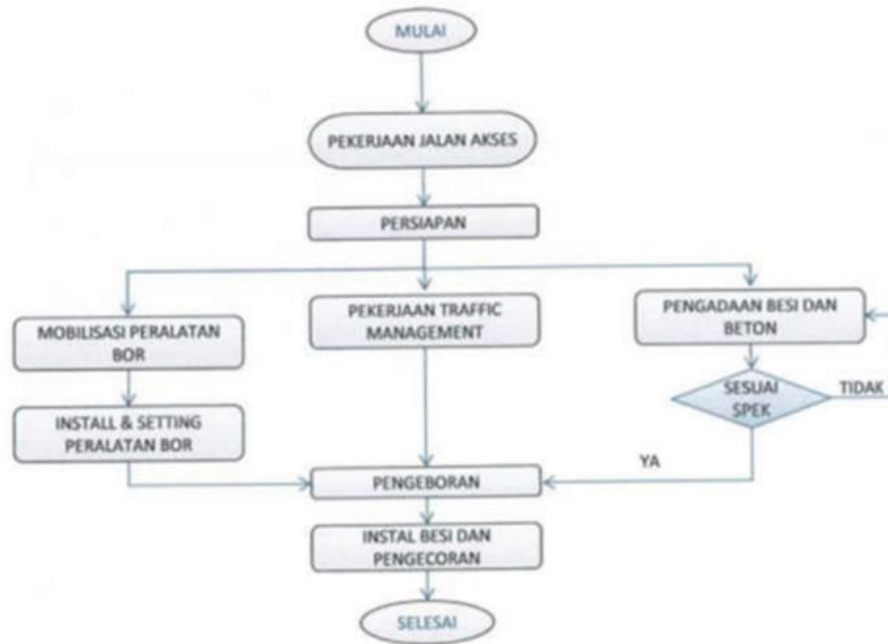 MULAI
PEKERJAAN JALAN AKSES
PERSIAPAN
MOBILISASI PERALATAN
BOR
PEKERJAAN TRAFFIC
MANAGEMENT
PENGADAAN BESI DAN
BETON
INSTALL & SETTING
PERALATAN BOR
SESUAI
SPEK
TIDAK
YA
PENGEBORAN
INSTAL BESI DAN
PENGECORAN
SELESAI